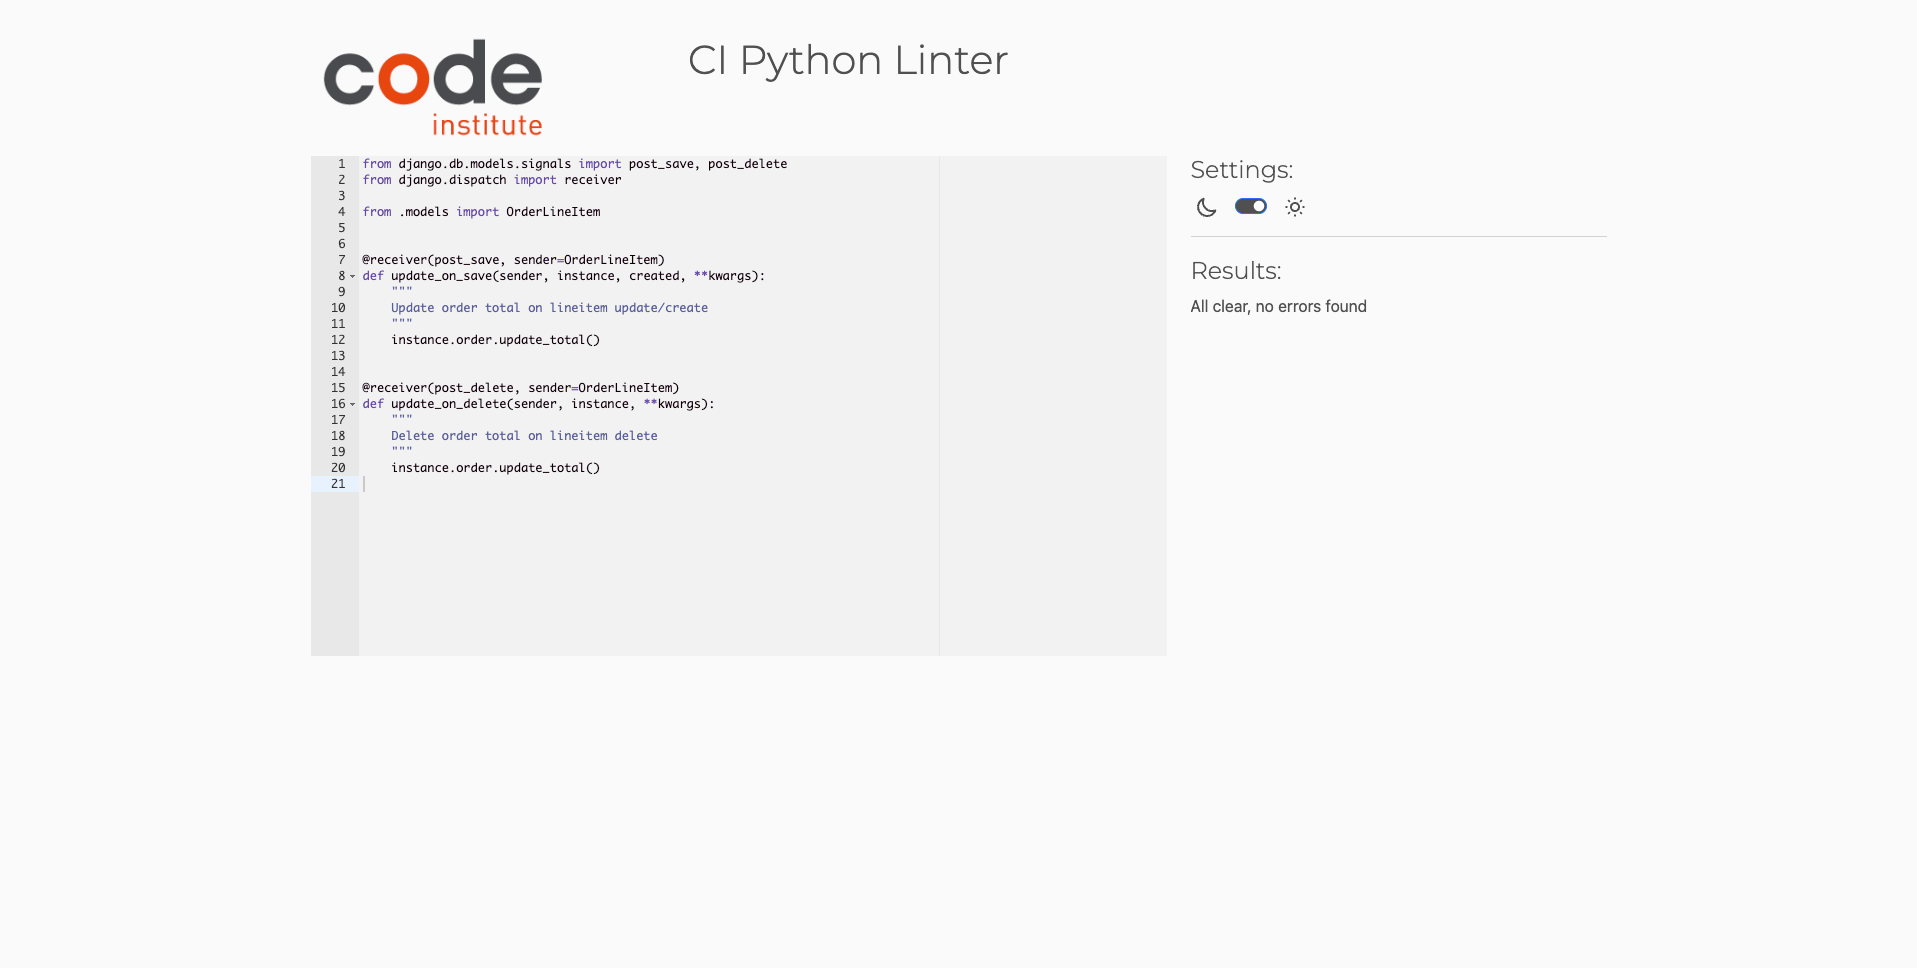 code
institute
CI Python Linter
1 from django.db.models.signals import post_save, post_delete
2 from django.dispatch import receiver
3
4 from .models import OrderLineItem
5
6
7 @receiver(post_save, sender=OrderLineItem)
8 def update_on_save(sender, instance, created, **kwargs):
9     """
10     Update order total on lineitem update/create
11     """
12     instance.order.update_total()
13
14
15 @receiver(post_delete, sender=OrderLineItem)
16 def update_on_delete(sender, instance, **kwargs):
17     """
18     Delete order total on lineitem delete
19     """
20     instance.order.update_total()
21
Settings:
Results:
All clear, no errors found